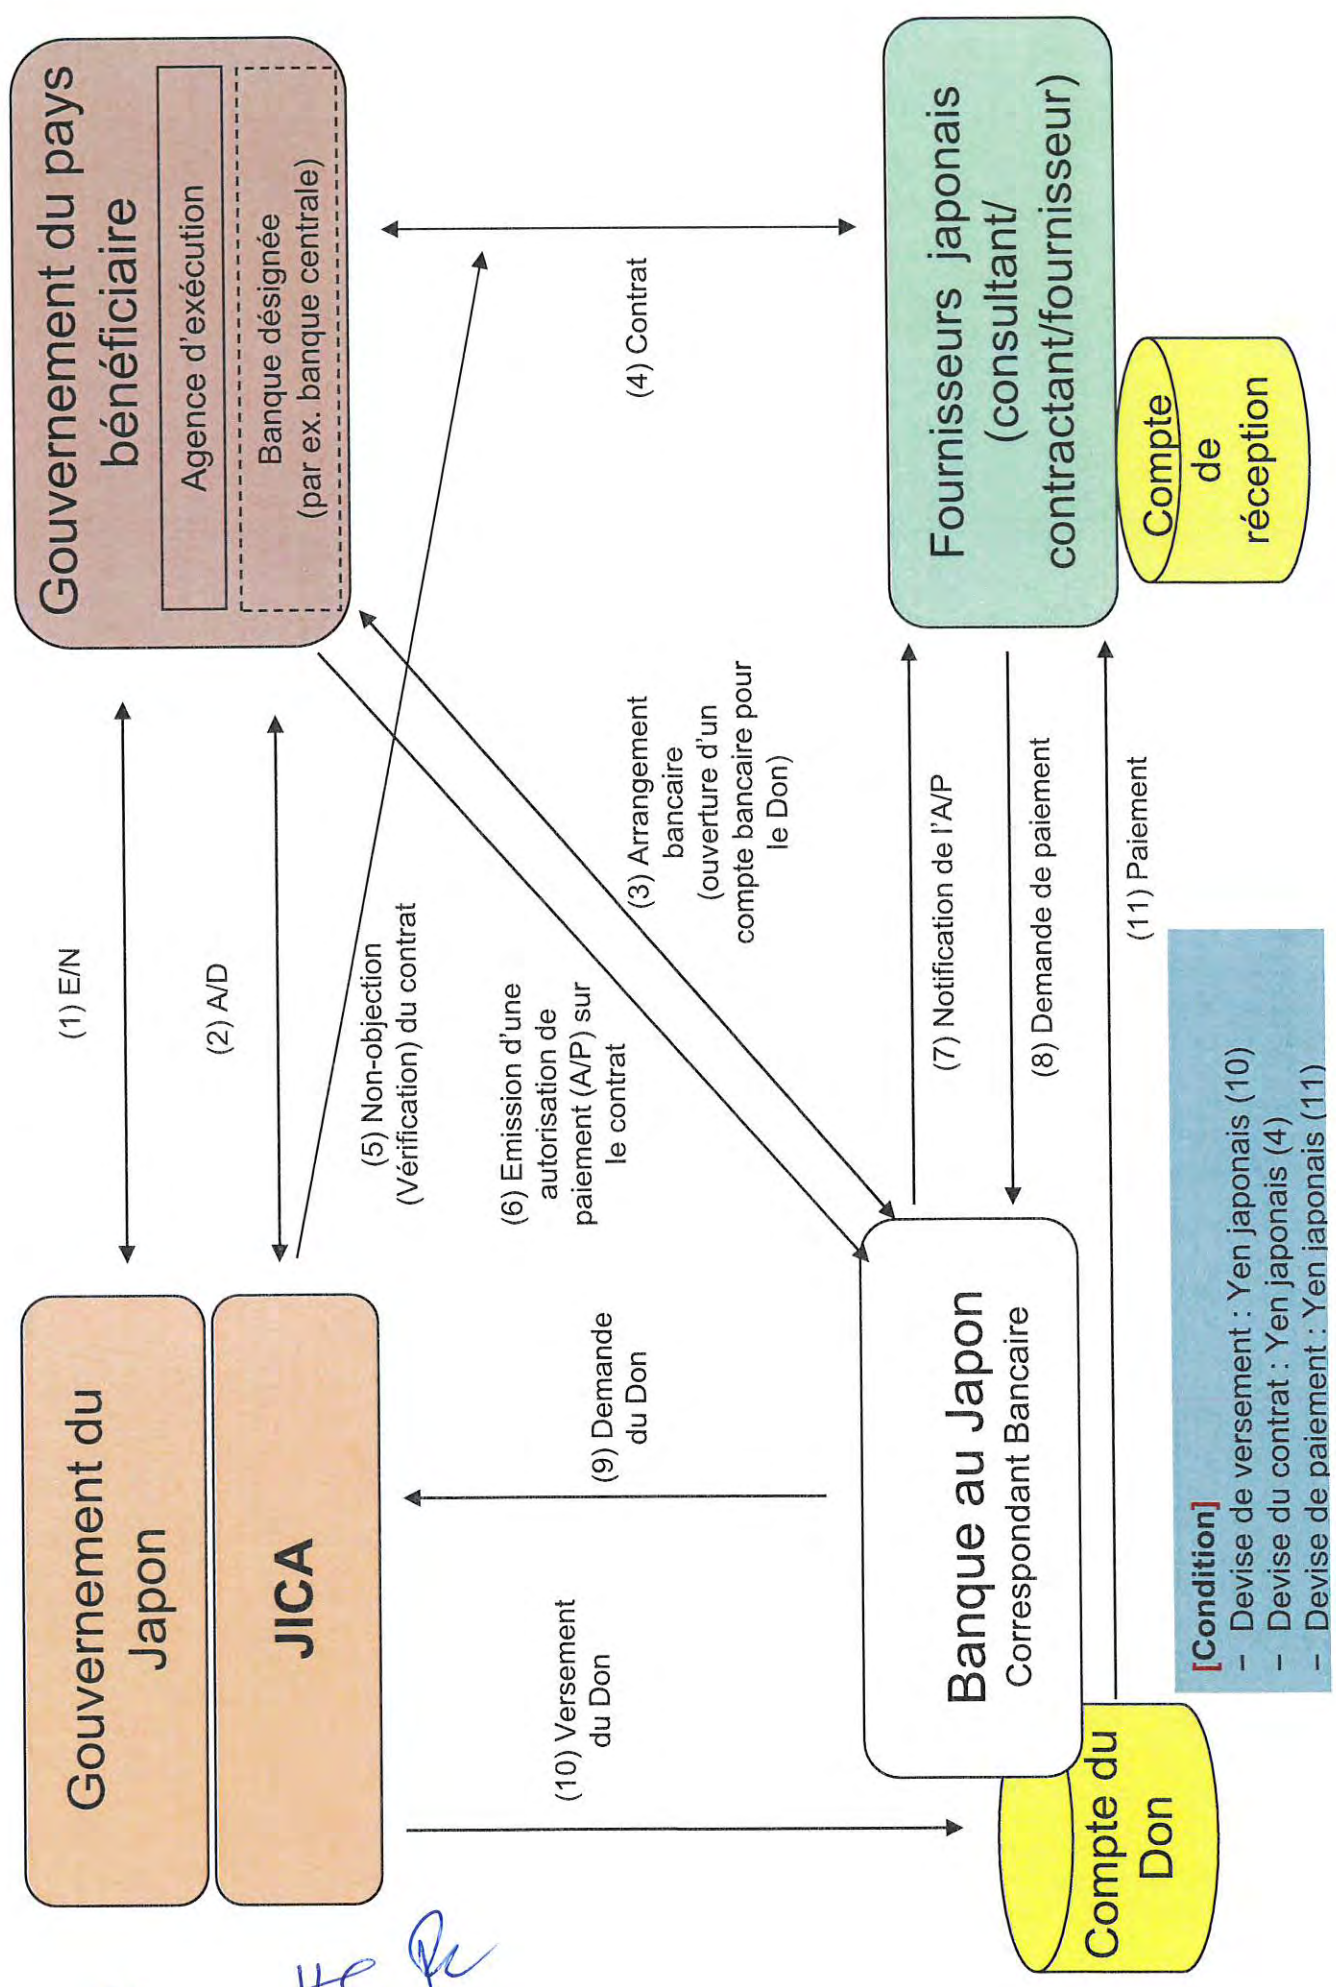 Gouvernement du
Japon
JICA
(1) E/N
(2) A/D
Gouvernement du pays
bénéficiaire
Agence d'exécution
Banque désignée
(par ex. banque centrale)
(5) Non-objection
(Vérification) du contrat
(6) Emission d'une
autorisation de
paiement (A/P) sur
le contrat
(3) Arrangement
bancaire
(ouverture d'un
compte bancaire pour
le Don)
(4) Contrat
(9) Demande
du Don
(10) Versement
du Don
Banque au Japon
Correspondant Bancaire
Compte du
Don
(7) Notification de l'A/P
(8) Demande de paiement
(11) Paiement
Fournisseurs japonais
(consultant/
contractant/fournisseur)
Compte
de
réception
[Condition]
– Devise de versement : Yen japonais (10)
– Devise du contrat : Yen japonais (4)
– Devise de paiement : Yen japonais (11)